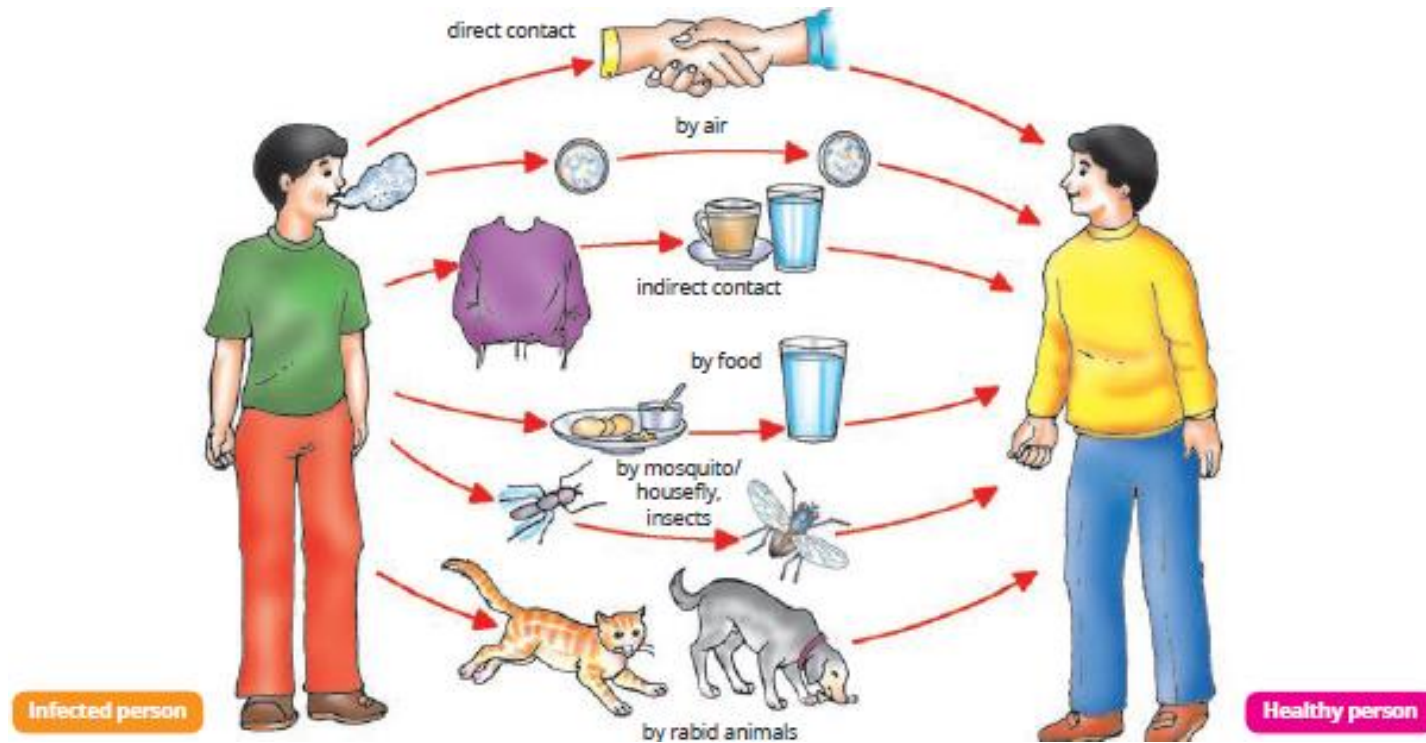 direct contact
by air
indirect contact
by food
by mosquito/
housefly,
insects
Infected person
Healthy person
by rabid animals